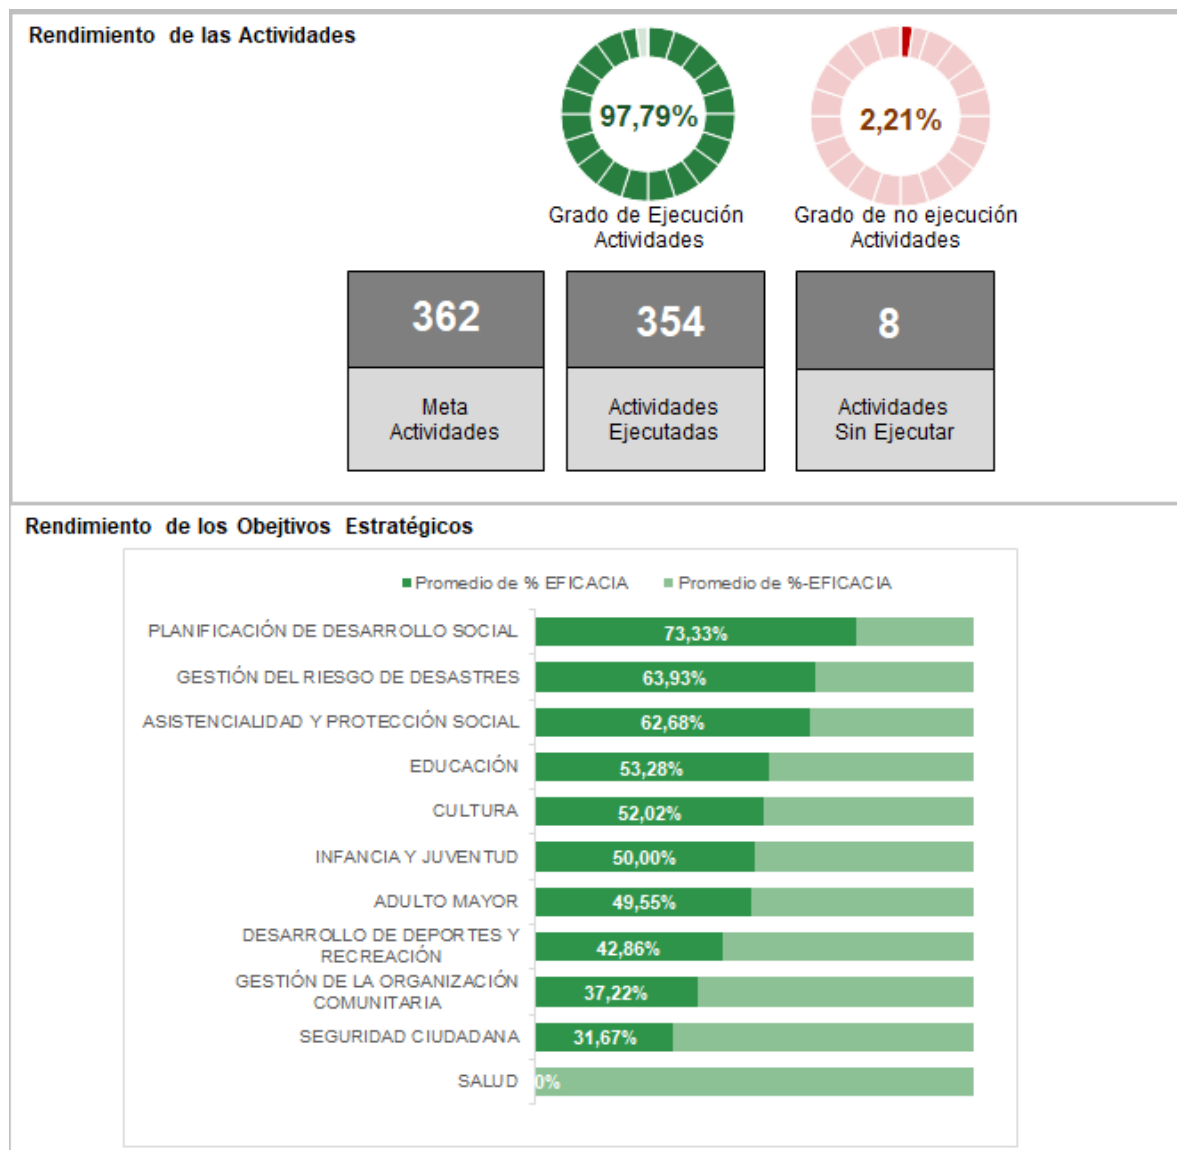 Rendimiento de las Actividades
97,79%
2,21%
Grado de Ejecución
Actividades
Grado de no ejecución
Actividades
362
354
8
Meta
Actividades
Actividades
Ejecutadas
Actividades
Sin Ejecutar
Rendimiento de los Obejtivos Estratégicos
Promedio de % EFICACIA
Promedio de %-EFICACIA
PLANIFICACIÓN DE DESARROLLO SOCIAL 73,33%
GESTIÓN DEL RIESGO DE DESASTRES 63,93%
ASISTENCIALIDAD Y PROTECCIÓN SOCIAL 62,68%
EDUCACIÓN 53,28%
CULTURA 52,02%
INFANCIA Y JUVENTUD 50,00%
ADULTO MAYOR 49,55%
DESARROLLO DE DEPORTES Y
RECREACIÓN 42,86%
GESTIÓN DE LA ORGANIZACIÓN
COMUNITARIA 37,22%
SEGURIDAD CIUDADANA 31,67%
SALUD 0%